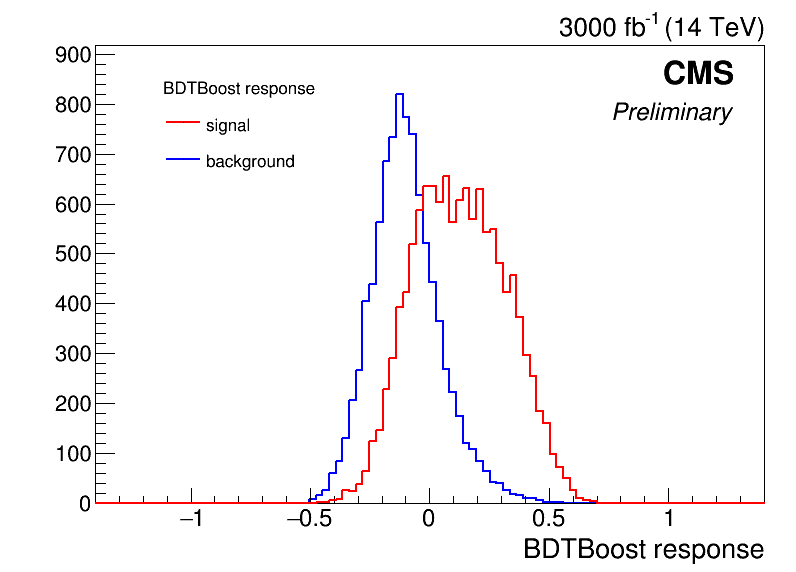 3000 fb-1 (14 TeV)
CMS
Preliminary
BDTBoost response
signal
background
900
800
700
600
500
400
300
200
100
0
−1 −0.5 0 0.5 1
BDTBoost response